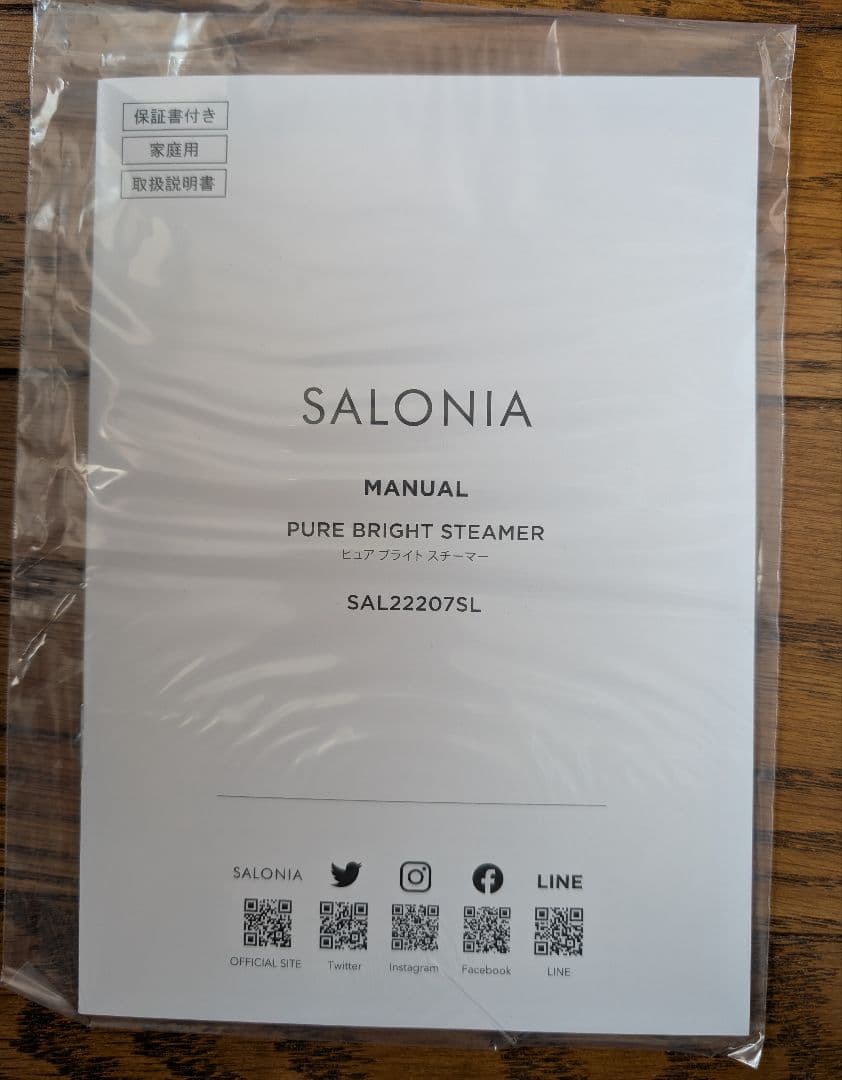 保証書付き
家庭用
取扱説明書
SALONIA
MANUAL
PURE BRIGHT STEAMER
ピュア ブライト スチーマー
SAL22207SL
SALONIA
LINE
OFFICIAL SITE
Twitter
Instagram
Facebook
LINE